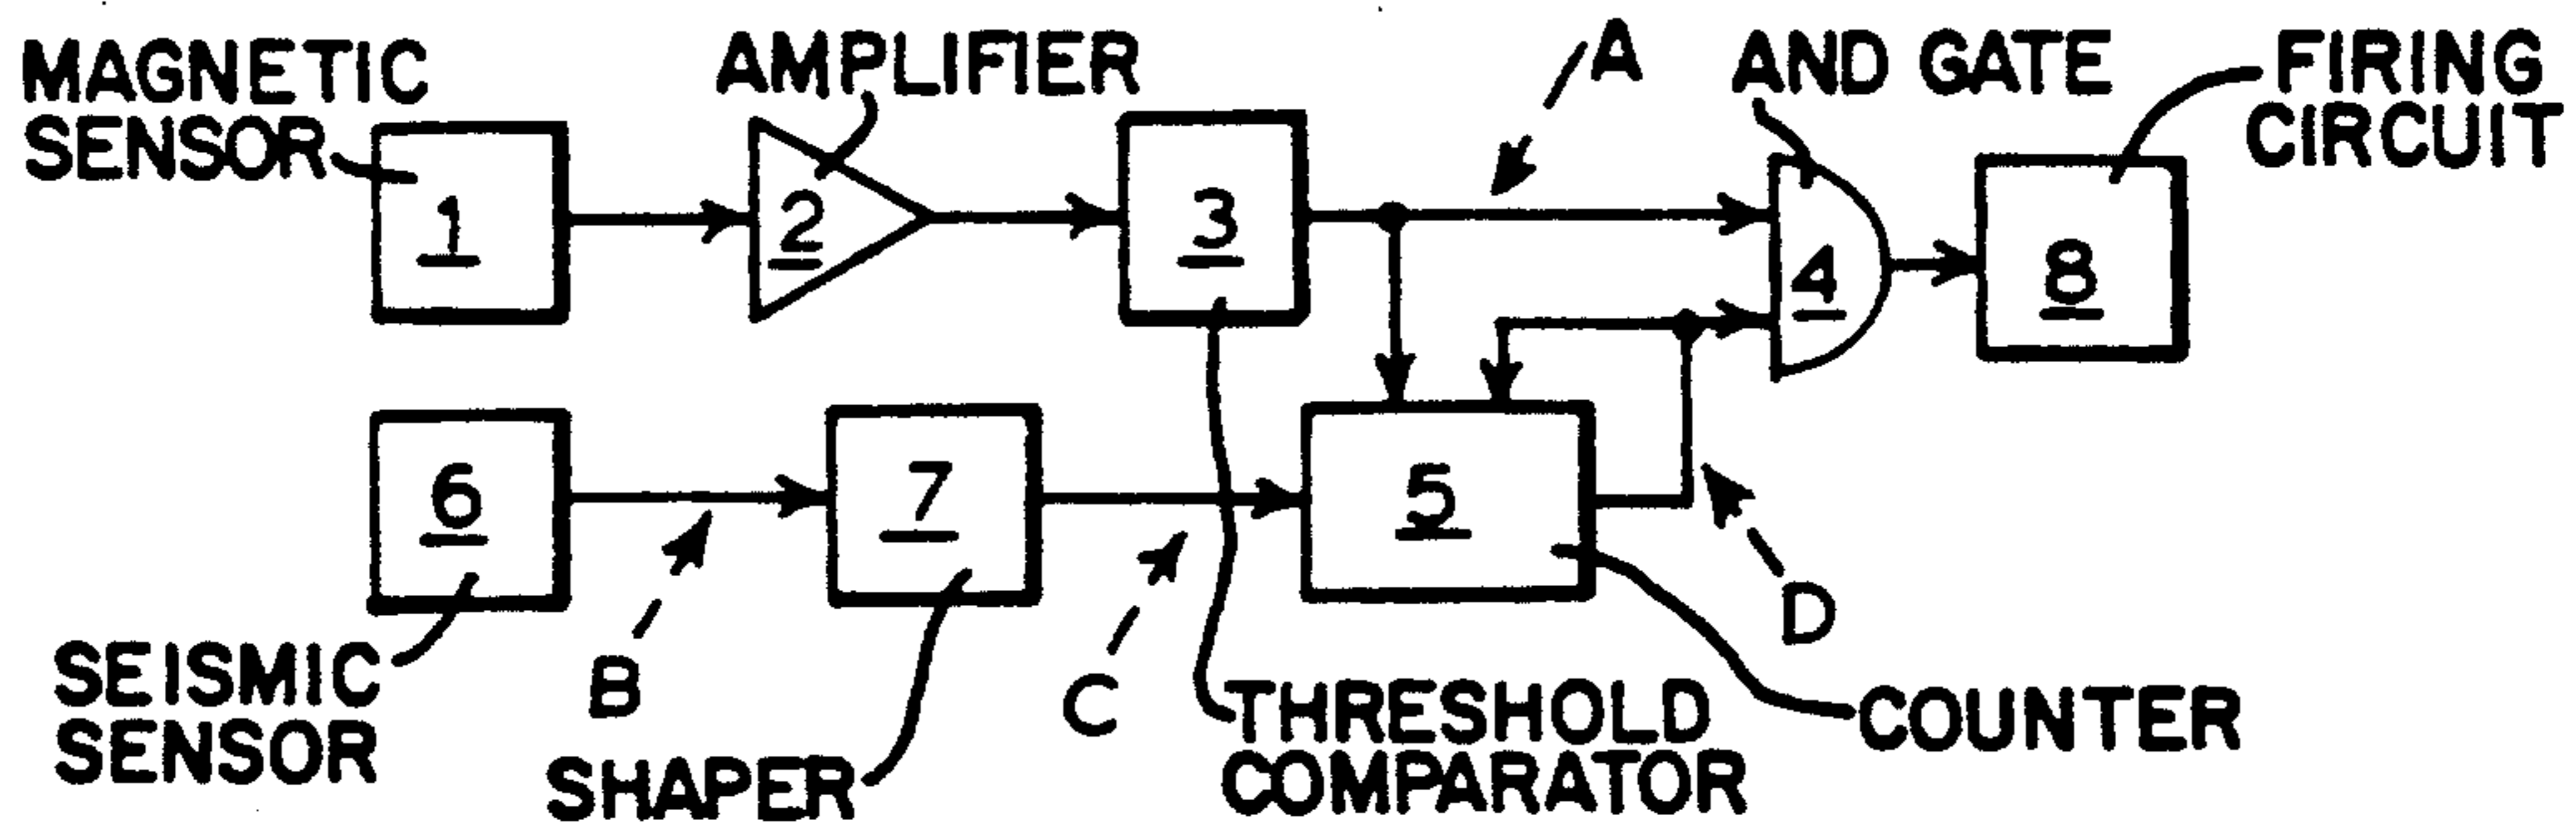 MAGNETIC
SENSOR
AMPLIFIER
A
AND GATE
FIRING
CIRCUIT
1
2
3
4
8
6
7
5
SEISMIC
SENSOR
B
SHAPER
C
THRESHOLD
COMPARATOR
D
COUNTER